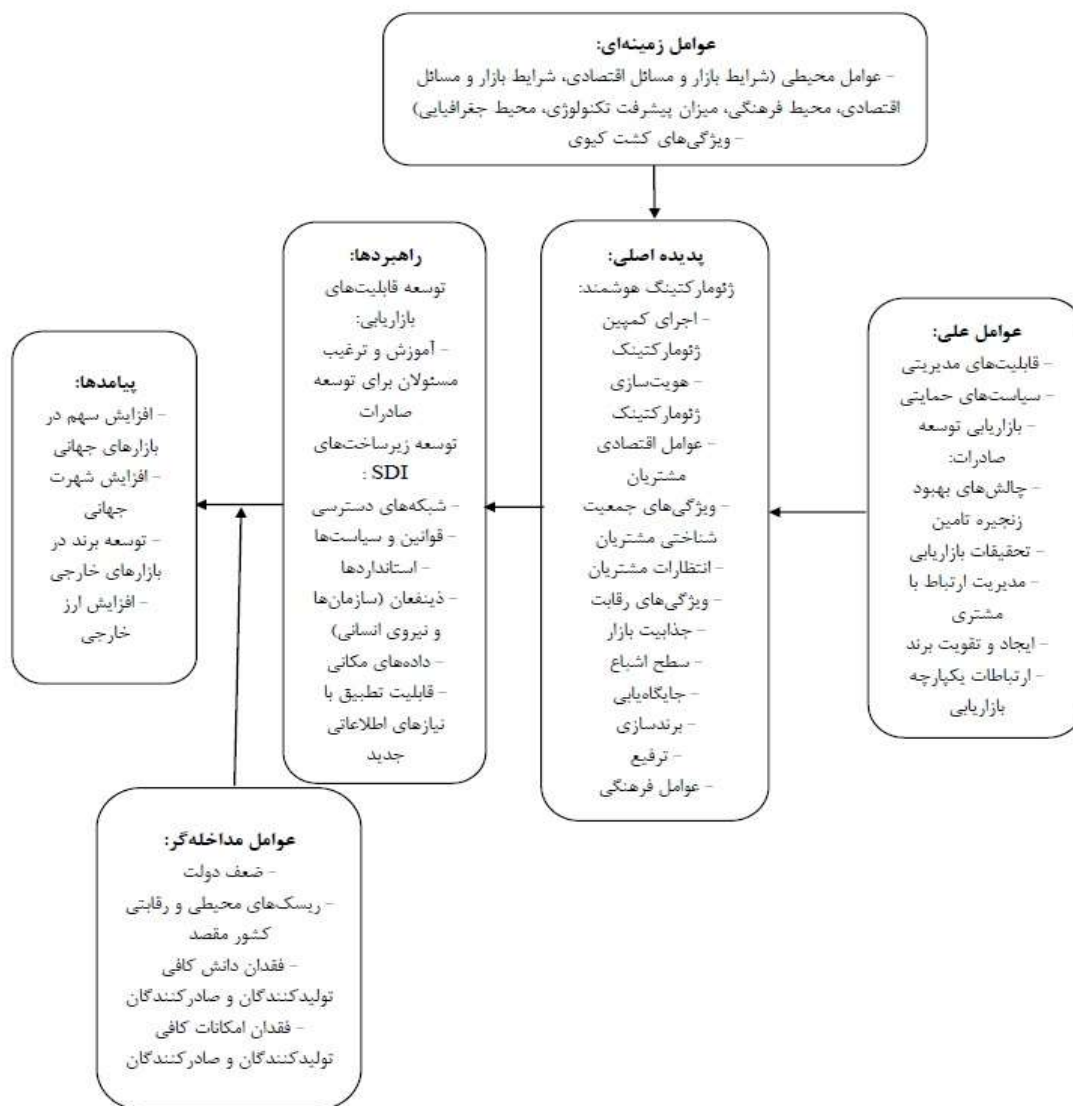 عوامل زمینه‌ای:
- عوامل محیطی (شرایط بازار و مسائل اقتصادی، شرایط بازار و مسائل
اقتصادی، محیط فرهنگی، میزان پیشرفت تکنولوژی، محیط جغرافیایی)
- ویژگی‌های کشت کیوی
عوامل علی:
- قابلیت‌های مدیریتی
- سیاست‌های حمایتی
- بازاریابی توسعه
صادرات:
- چالش‌های بهبود
زنجیره تامین
- تحقیقات بازاریابی
- مدیریت ارتباط با
مشتری
- ایجاد و تقویت برند
- ارتباطات یکپارچه
بازاریابی
پدیده اصلی:
ژئومارکتینگ هوشمند:
- اجرای کمپین
ژئومارکتینک
- هویت‌سازی
ژئومارکتینک
- عوامل اقتصادی
مشتریان
- ویژگی‌های جمعیت
شناختی مشتریان
- انتظارات مشتریان
- ویژگی‌های رقابت
- جذابیت بازار
- سطح اشباع
- جایگاه‌یابی
- برندسازی
- ترفیع
- عوامل فرهنگی
راهبردها:
توسعه قابلیت‌های
بازاریابی:
- آموزش و ترغیب
مسئولان برای توسعه
صادرات
توسعه زیرساخت‌های
SDI :
- شبکه‌های دسترسی
- قوانین و سیاست‌ها
- استانداردها
- ذینفعان (سازمان‌ها
و نیروی انسانی)
- داده‌های مکانی
- قابلیت تطبیق با
نیازهای اطلاعاتی
جدید
پیامدها:
- افزایش سهم در
بازارهای جهانی
- افزایش شهرت
جهانی
- توسعه برند در
بازارهای خارجی
- افزایش ارز
خارجی
عوامل مداخله‌گر:
- ضعف دولت
- ریسک‌های محیطی و رقابتی
کشور مقصد
- فقدان دانش کافی
تولیدکنندگان و صادرکنندگان
- فقدان امکانات کافی
تولیدکنندگان و صادرکنندگان